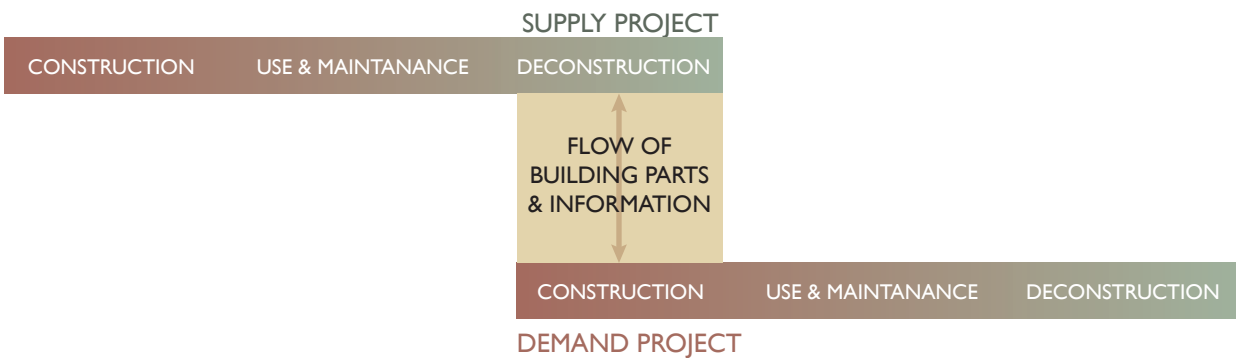 SUPPLY PROJECT
CONSTRUCTION USE & MAINTANANCE DECONSTRUCTION
FLOW OF
BUILDING PARTS
& INFORMATION
CONSTRUCTION USE & MAINTANANCE DECONSTRUCTION
DEMAND PROJECT